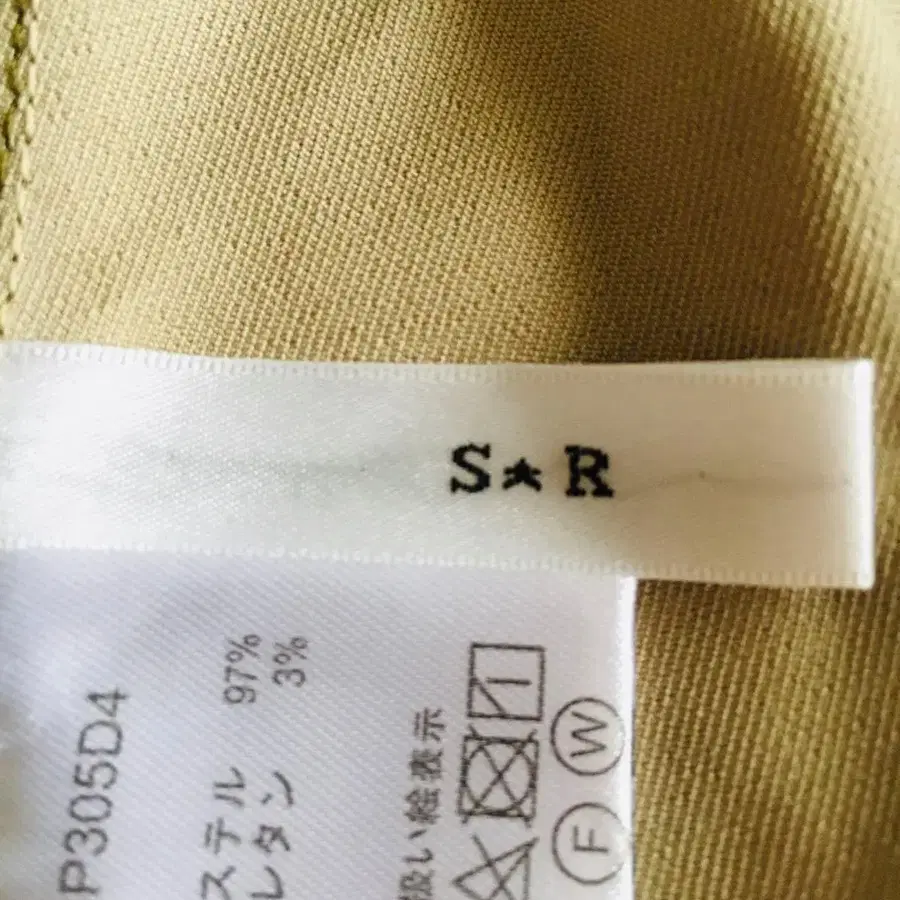 S★R
P305D4
ステル 97%
レタン 3%
扱い絵表示
W
F